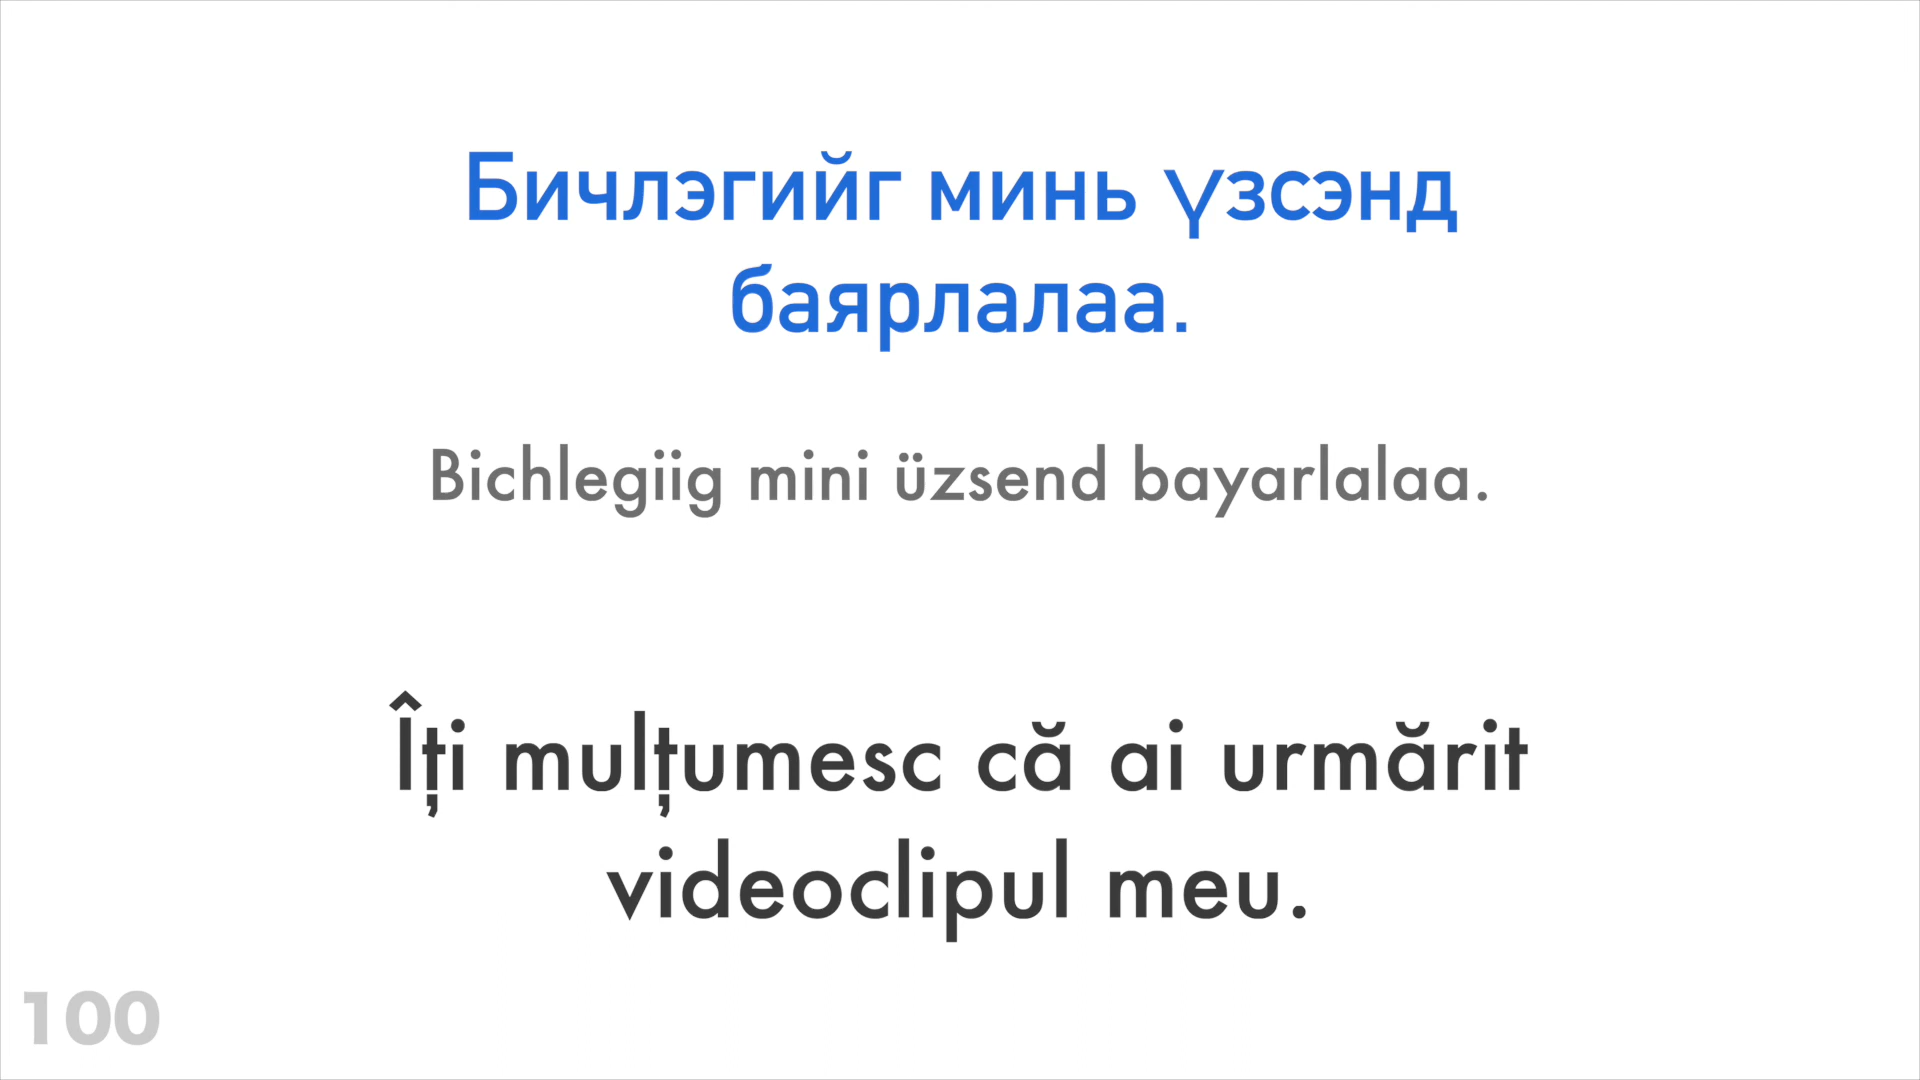 Бичлэгийг минь үзсэнд
баярлалаа.
Bichlegiig mini üzsend bayarlalaa.
Îți mulțumesc că ai urmărit
videoclipul meu.
100